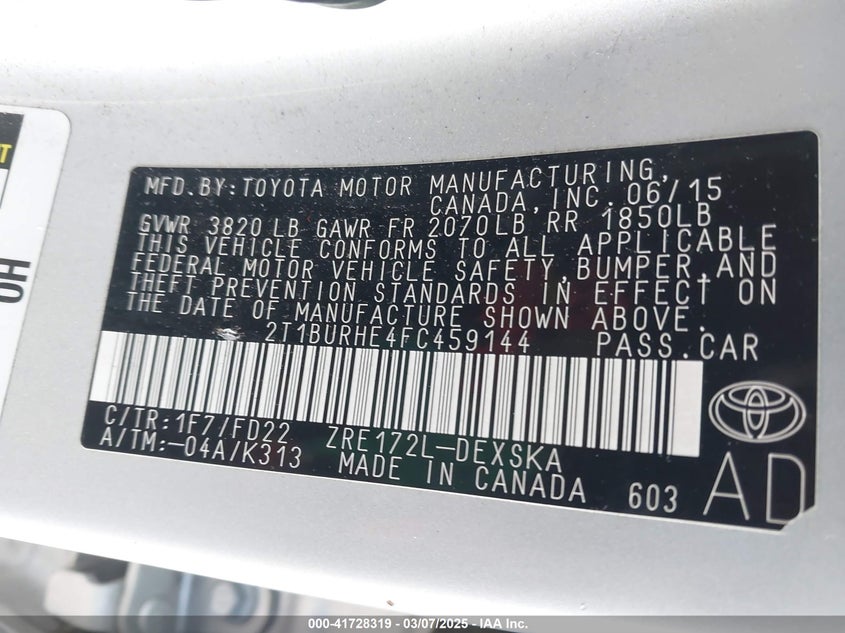 MFD.BY:TOYOTA MOTOR MANUFACTURING,
CANADA,INC. 06/15
GVWR 3820 LB GAWR FR 2070LB RR 1850LB
THIS VEHICLE CONFORMS TO ALL APPLICABLE
FEDERAL MOTOR VEHICLE SAFETY,BUMPER,AND
THEFT PREVENTION STANDARDS IN EFFECT ON
THE DATE OF MANUFACTURE SHOWN ABOVE.
2T1BURHE4FC459144 PASS.CAR
C/TR:1F7/FD22 ZRE172L-DEXSKA
A/TM:-04A/K313 MADE IN CANADA 603
AD
000-41728319 - 03/07/2025 - IAA Inc.